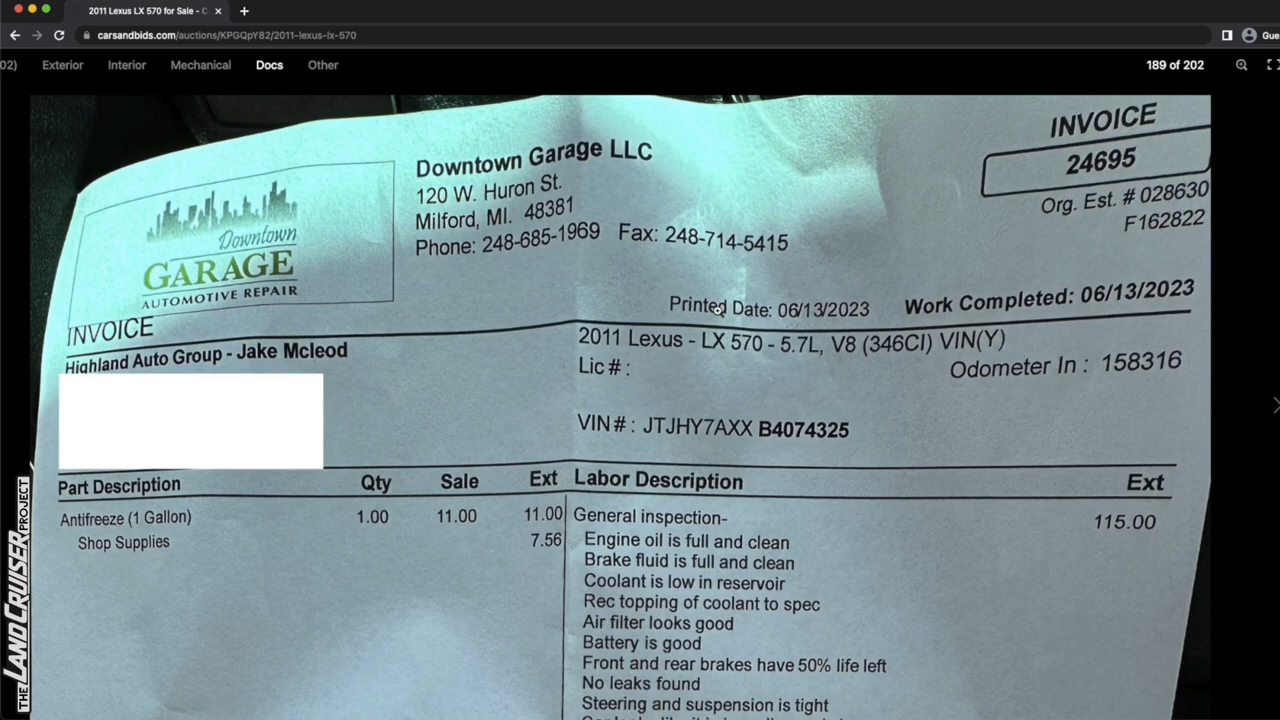 2011 Lexus LX 570 for Sale - C
carsandbids.com/auctions/KPGQpY82/2011-lexus-lx-570
Gue
02)
Exterior
Interior
Mechanical
Docs
Other
189 of 202
Downtown
GARAGE
AUTOMOTIVE REPAIR
Downtown Garage LLC
120 W. Huron St.
Milford, MI. 48381
Phone: 248-685-1969 Fax: 248-714-5415
INVOICE
24695
Org. Est. # 028630
F162822
Printed Date: 06/13/2023
Work Completed: 06/13/2023
INVOICE
Highland Auto Group - Jake Mcleod
2011 Lexus - LX 570 - 5.7L, V8 (346CI) VIN(Y)
Lic # :
Odometer In : 158316
VIN # : JTJHY7AXX B4074325
Part Description Qty Sale Ext
Antifreeze (1 Gallon) 1.00 11.00 11.00
Shop Supplies 7.56
Labor Description Ext
General inspection- 115.00
Engine oil is full and clean
Brake fluid is full and clean
Coolant is low in reservoir
Rec topping of coolant to spec
Air filter looks good
Battery is good
Front and rear brakes have 50% life left
No leaks found
Steering and suspension is tight
THE LAND CRUISER PROJECT